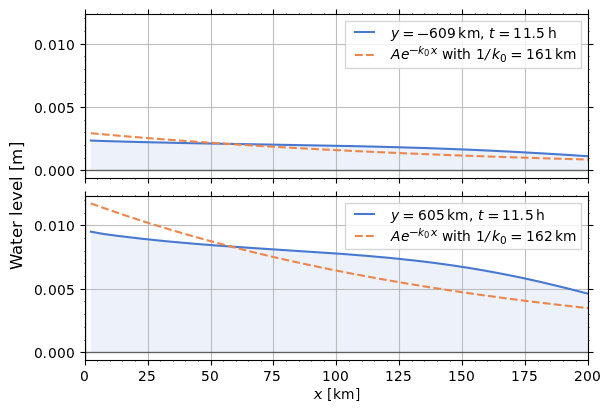 0.010
0.005
0.000
y = −609 km, t = 11.5 h
Ae^{−k₀x} with 1/k₀ = 161 km
Water level [m]
0.010
0.005
0.000
y = 605 km, t = 11.5 h
Ae^{−k₀x} with 1/k₀ = 162 km
0 25 50 75 100 125 150 175 200
x [km]